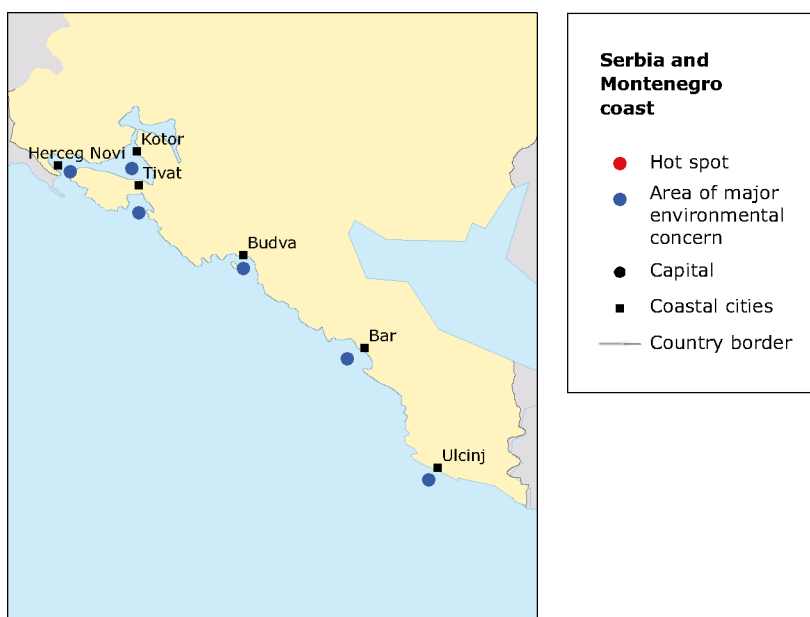 Kotor
Herceg Novi
Tivat
Budva
Bar
Ulcinj
Serbia and
Montenegro
coast
Hot spot
Area of major
environmental
concern
Capital
Coastal cities
Country border